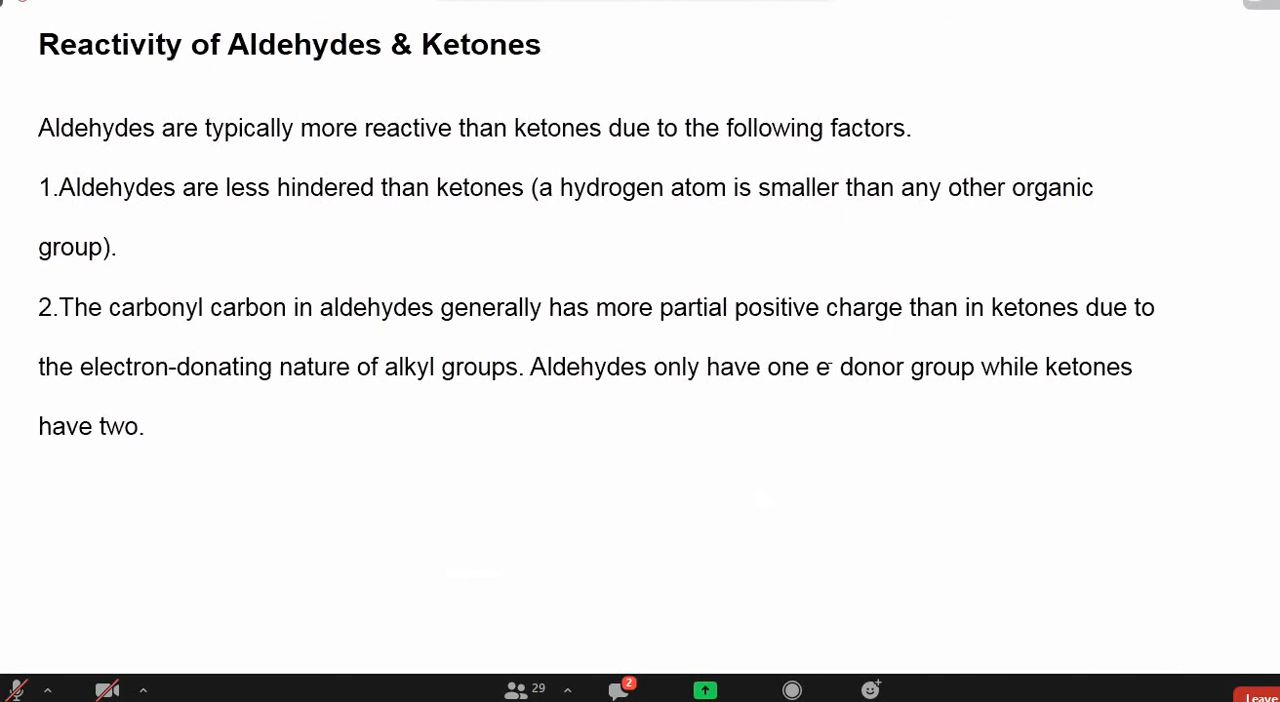 Reactivity of Aldehydes & Ketones
Aldehydes are typically more reactive than ketones due to the following factors.
1.Aldehydes are less hindered than ketones (a hydrogen atom is smaller than any other organic
group).
2.The carbonyl carbon in aldehydes generally has more partial positive charge than in ketones due to
the electron-donating nature of alkyl groups. Aldehydes only have one e⁻ donor group while ketones
have two.
29
2
Leave